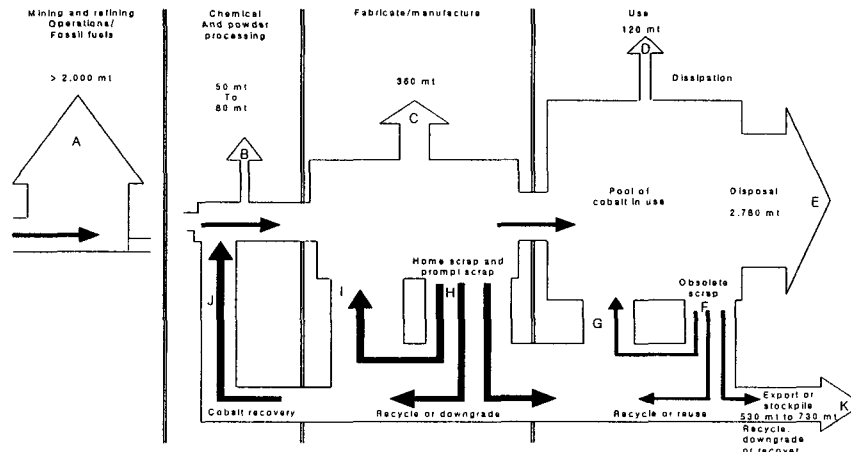 Mining and refining
Operations/
Fossil fuels
> 2,000 mt
A
Chemical
And powder
processing
50 mt
To
80 mt
B
Fabricate/manufacture
360 mt
C
Use
120 mt
D
Dissipation
Pool of
cobalt in use
Disposal
2,780 mt
E
Home scrap and
prompt scrap
H
I
J
Obsolete
scrap
F
G
Cobalt recovery
Recycle or downgrade
Recycle or reuse
Export or
stockpile
530 mt to 730 mt
K
Recycle,
downgrade
or recover